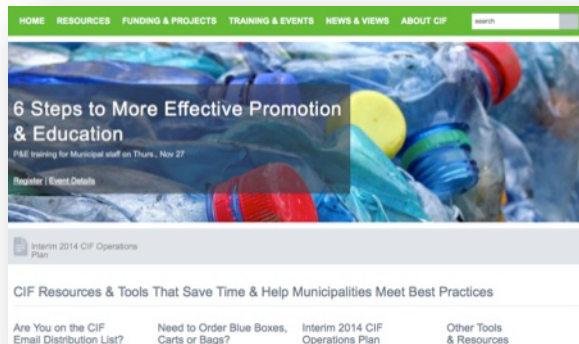 HOME RESOURCES FUNDING & PROJECTS TRAINING & EVENTS NEWS & VIEWS ABOUT CIF search
6 Steps to More Effective Promotion
& Education
P&E training for Municipal staff on Thurs., Nov 27
Register | Event Details
Interim 2014 CIF Operations
Plan
CIF Resources & Tools That Save Time & Help Municipalities Meet Best Practices
Are You on the CIF Need to Order Blue Boxes, Interim 2014 CIF Other Tools
Email Distribution List? Carts or Bags? Operations Plan & Resources